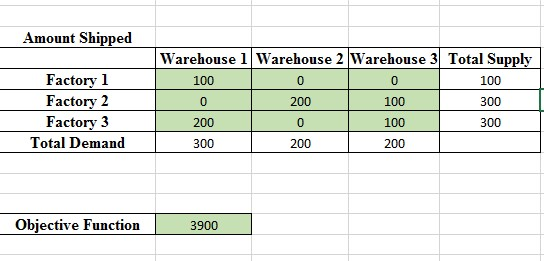 Amount Shipped
Warehouse 1 Warehouse 2 Warehouse 3 Total Supply
Factory 1 100 0 0 100
Factory 2 0 200 100 300
Factory 3 200 0 100 300
Total Demand 300 200 200
Objective Function 3900